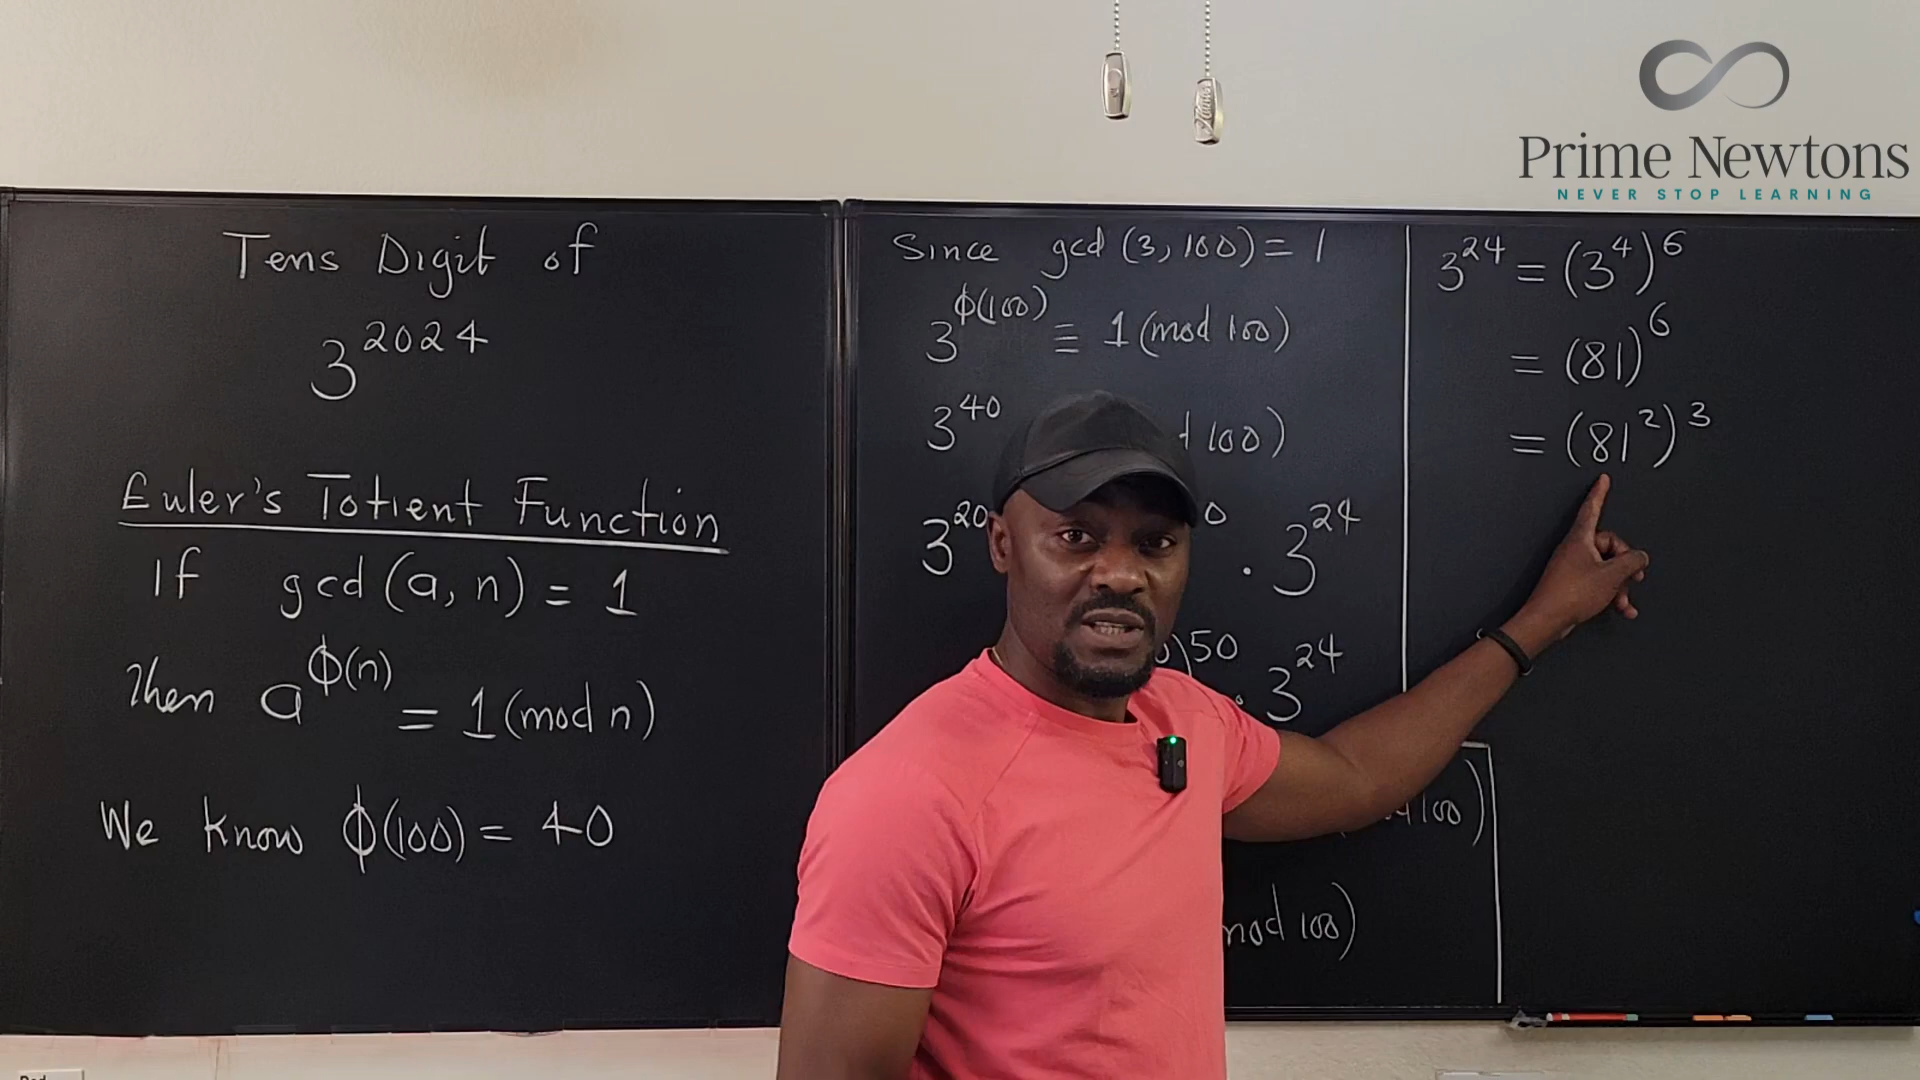 Prime Newtons
NEVER STOP LEARNING
Tens Digit of
3^2024
Euler's Totient Function
If gcd(a, n) = 1
Then a^ϕ(n) = 1 (mod n)
We know ϕ(100) = 40
Since gcd (3, 100) = 1
3^ϕ(100) ≡ 1 (mod 100)
3^40 100)
3^20 0 · 3^24
)50 · 3^24
100)
mod 100)
3^24 = (3^4)^6
= (81)^6
= (81^2)^3